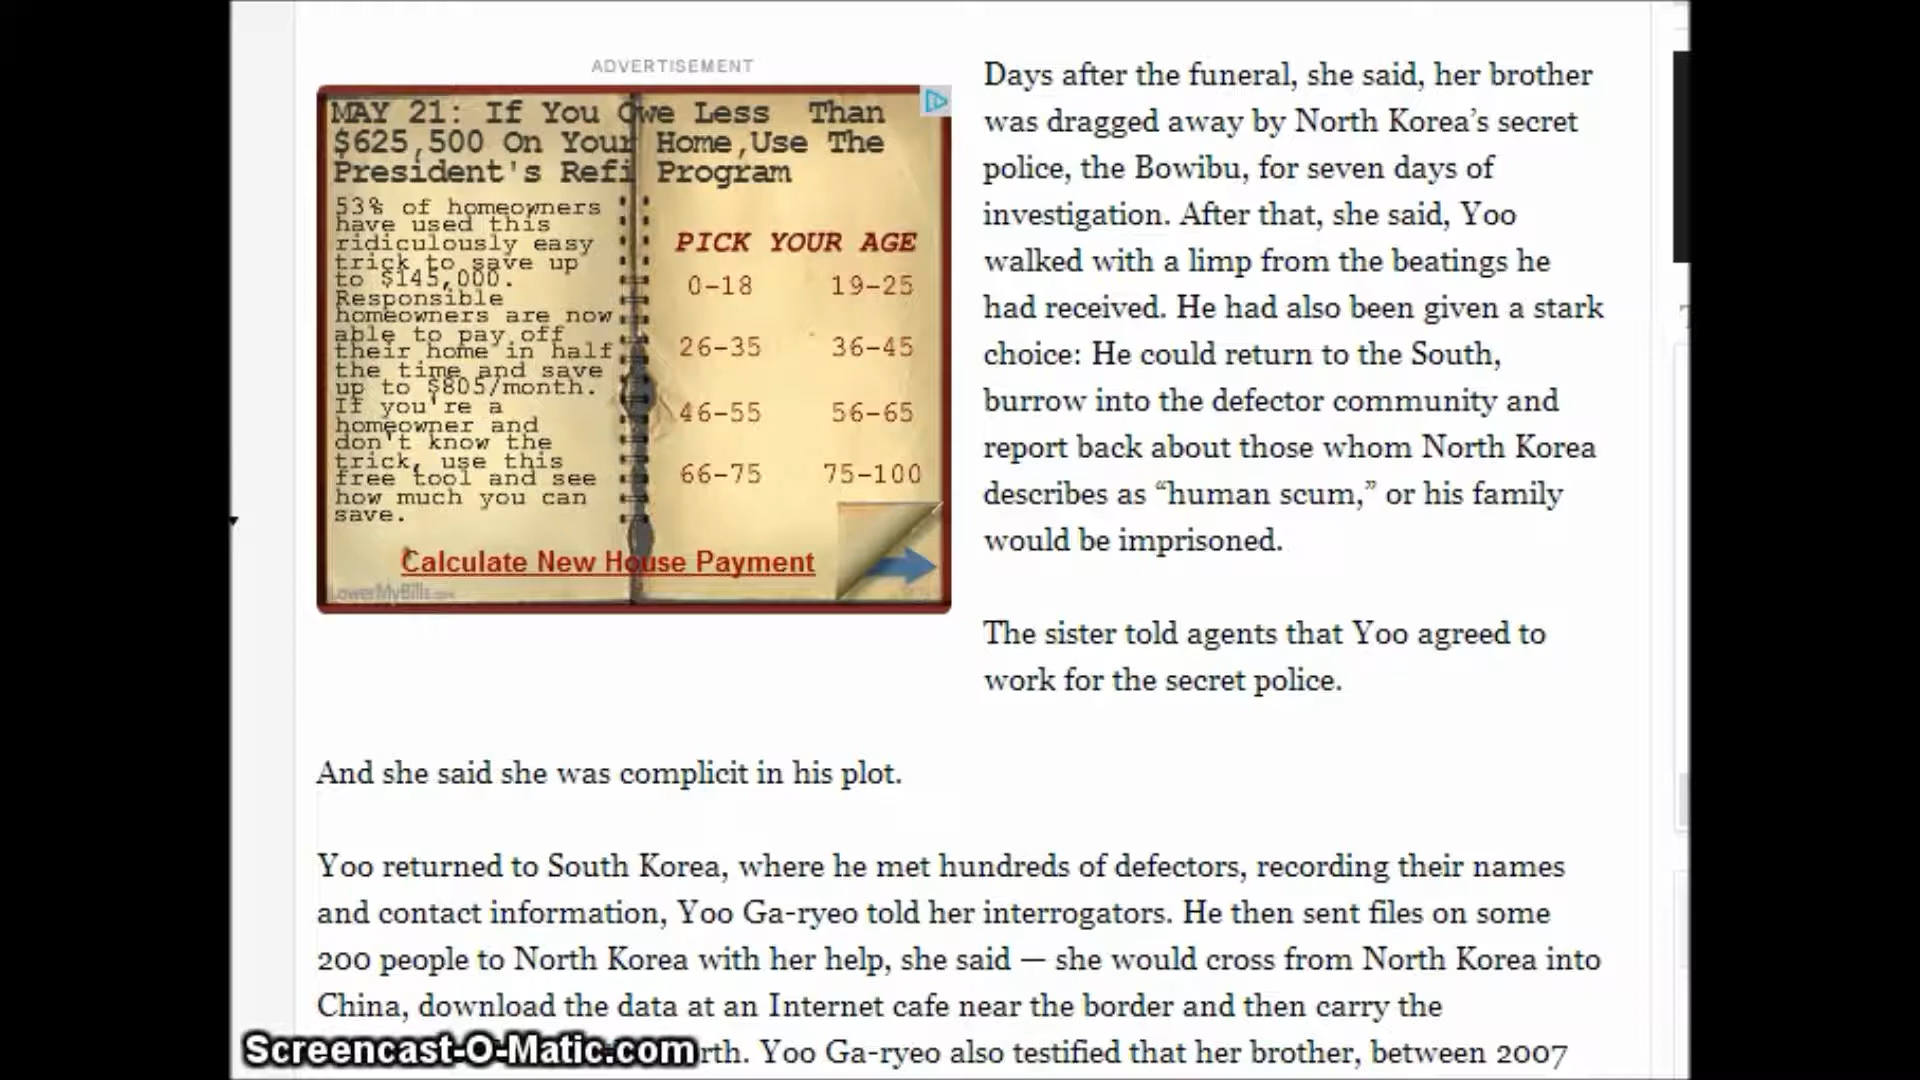 ADVERTISEMENT
MAY 21: If You Owe Less Than
$625,500 On Your Home,Use The
President's Refi Program
53% of homeowners
have used this
ridiculously easy
trick to save up
to $145,000.
Responsible
homeowners are now
able to pay off
their home in half
the time and save
up to $805/month.
If you're a
homeowner and
don't know the
trick, use this
free tool and see
how much you can
save.
PICK YOUR AGE
0-18 19-25
26-35 36-45
46-55 56-65
66-75 75-100
Calculate New House Payment
LowerMyBills.com
Days after the funeral, she said, her brother
was dragged away by North Korea’s secret
police, the Bowibu, for seven days of
investigation. After that, she said, Yoo
walked with a limp from the beatings he
had received. He had also been given a stark
choice: He could return to the South,
burrow into the defector community and
report back about those whom North Korea
describes as “human scum,” or his family
would be imprisoned.
The sister told agents that Yoo agreed to
work for the secret police.
And she said she was complicit in his plot.
Yoo returned to South Korea, where he met hundreds of defectors, recording their names
and contact information, Yoo Ga-ryeo told her interrogators. He then sent files on some
200 people to North Korea with her help, she said — she would cross from North Korea into
China, download the data at an Internet cafe near the border and then carry the
rth. Yoo Ga-ryeo also testified that her brother, between 2007
Screencast-O-Matic.com